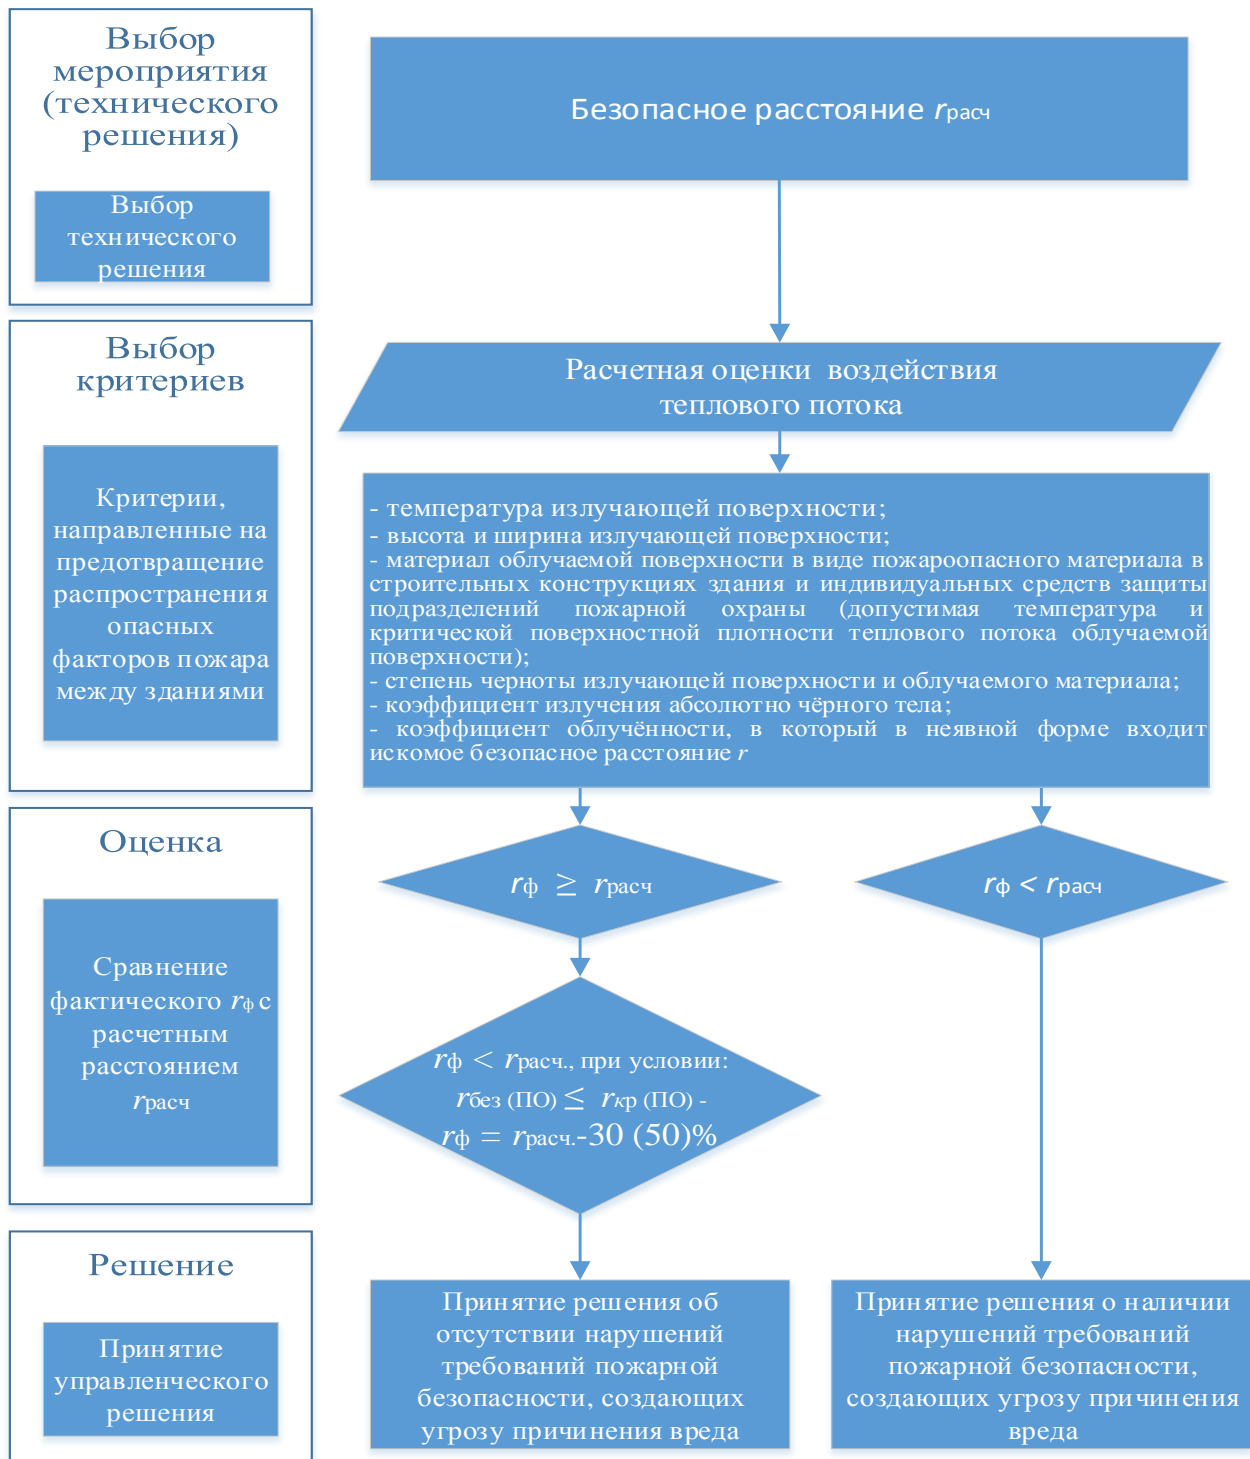 Выбор
мероприятия
(технического
решения)
Выбор
технического
решения
Безопасное расстояние rрасч
Выбор
критериев
Критерии,
направленные на
предотвращение
распространения
опасных
факторов пожара
между зданиями
Расчетная оценки воздействия
теплового потока
- температура излучающей поверхности;
- высота и ширина излучающей поверхности;
- материал облучаемой поверхности в виде пожароопасного материала в
строительных конструкциях здания и индивидуальных средств защиты
подразделений пожарной охраны (допустимая температура и
критической поверхностной плотности теплового потока облучаемой
поверхности);
- степень черноты излучающей поверхности и облучаемого материала;
- коэффициент излучения абсолютно чёрного тела;
- коэффициент облучённости, в который в неявной форме входит
искомое безопасное расстояние r
Оценка
Сравнение
фактического rф с
расчетным
расстоянием
rрасч
rф ≥ rрасч
rф < rрасч
rф < rрасч., при условии:
rбез (ПО) ≤ rкр (ПО) -
rф = rрасч.-30 (50)%
Решение
Принятие
управленческого
решения
Принятие решения об
отсутствии нарушений
требований пожарной
безопасности, создающих
угрозу причинения вреда
Принятие решения о наличии
нарушений требований
пожарной безопасности,
создающих угрозу причинения
вреда